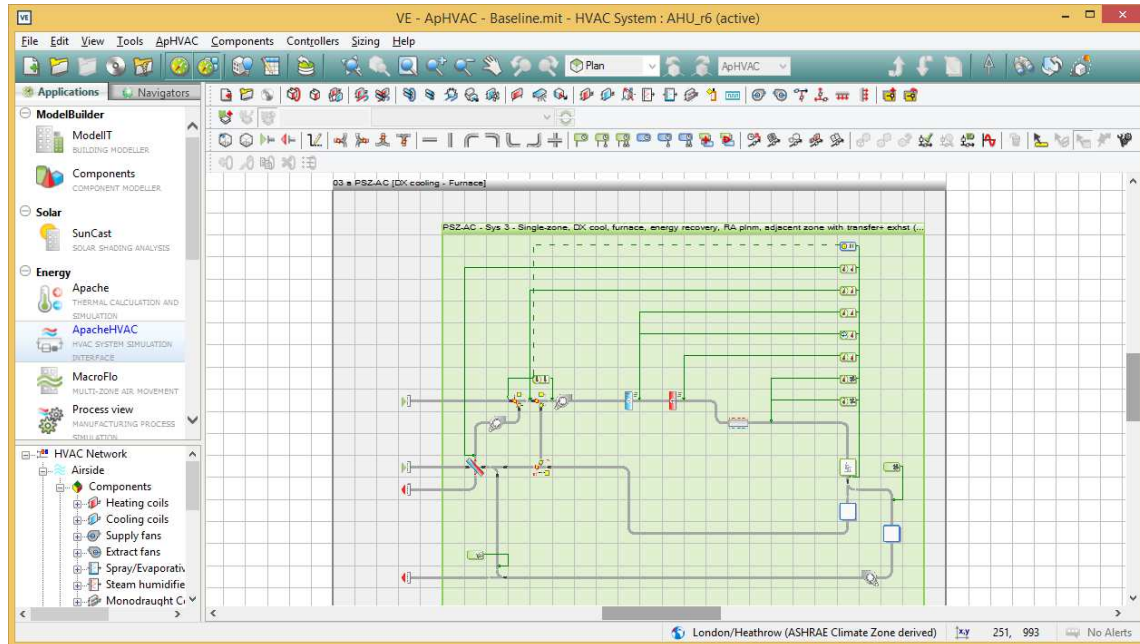 VE
VE - ApHVAC - Baseline.mit - HVAC System : AHU_r6 (active)
File Edit View Tools ApHVAC Components Controllers Sizing Help
Plan
ApHVAC
Applications Navigators
ModelBuilder
ModelIT
BUILDING MODELLER
Components
COMPONENT MODELLER
Solar
SunCast
SOLAR SHADING ANALYSIS
Energy
Apache
THERMAL CALCULATION AND
SIMULATION
ApacheHVAC
HVAC SYSTEM SIMULATION
INTERFACE
MacroFlo
MULTI-ZONE AIR MOVEMENT
Process view
MANUFACTURING PROCESS
SIMULATION
HVAC Network
Airside
Components
Heating coils
Cooling coils
Supply fans
Extract fans
Spray/Evaporativ
Steam humidifie
Monodraught C
03 a PSZ-AC [DX cooling - Furnace]
PSZ-AC - Sys 3 - Single-zone, DX cool, furnace, energy recovery, RA plnm, adjacent zone with transfer+ exhst (...
London/Heathrow (ASHRAE Climate Zone derived) x,y 251, 993 No Alerts